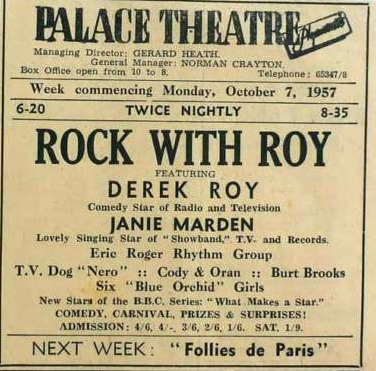 PALACE THEATRE Plymouth
Managing Director: GERARD HEATH.
General Manager: NORMAN CRAYTON.
Box Office open from 10 to 8. Telephone: 65347/8
Week commencing Monday, October 7, 1957
6-20 TWICE NIGHTLY 8-35
ROCK WITH ROY
FEATURING
DEREK ROY
Comedy Star of Radio and Television
JANIE MARDEN
Lovely Singing Star of "Showband," T.V. and Records.
Eric Roger Rhythm Group
T.V. Dog "Nero" :: Cody & Oran :: Burt Brooks
Six "Blue Orchid" Girls
New Stars of the B.B.C. Series: "What Makes a Star."
COMEDY, CARNIVAL, PRIZES & SURPRISES!
ADMISSION: 4/6, 4/-, 3/6, 2/6, 1/6. SAT. 1/9.
NEXT WEEK: "Follies de Paris"